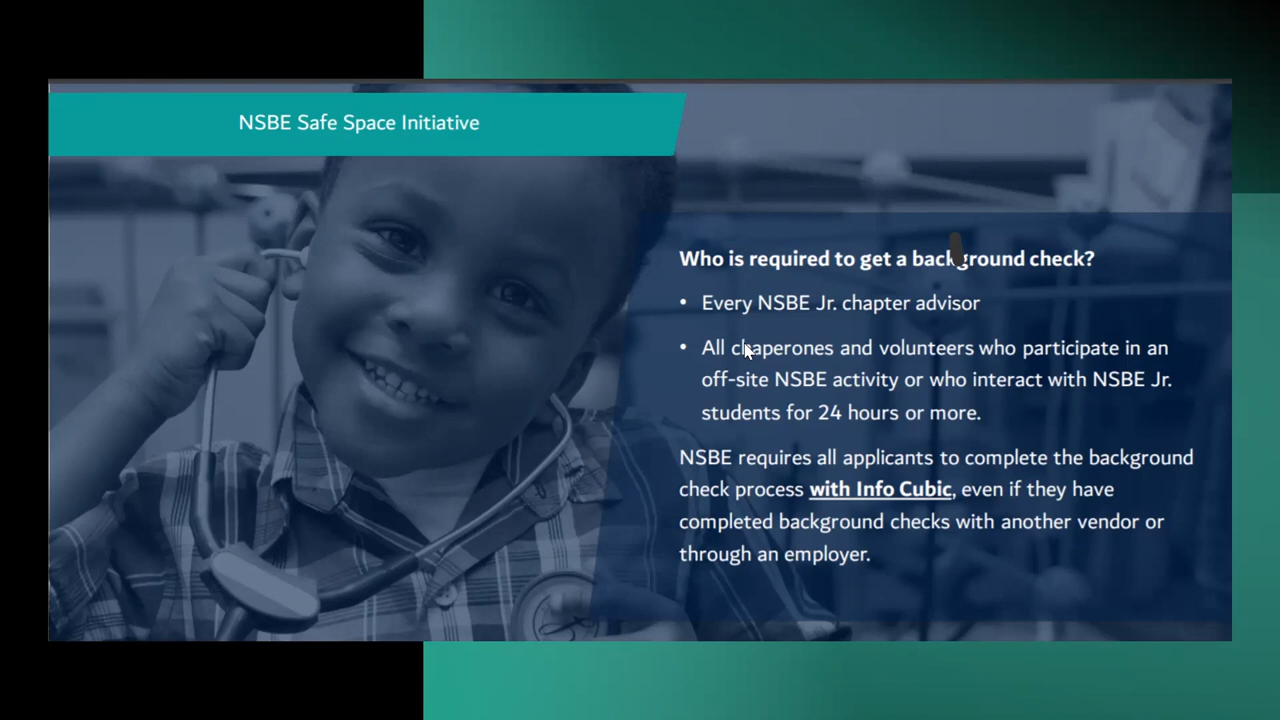 NSBE Safe Space Initiative
Who is required to get a background check?
• Every NSBE Jr. chapter advisor
• All chaperones and volunteers who participate in an
off-site NSBE activity or who interact with NSBE Jr.
students for 24 hours or more.
NSBE requires all applicants to complete the background
check process with Info Cubic, even if they have
completed background checks with another vendor or
through an employer.